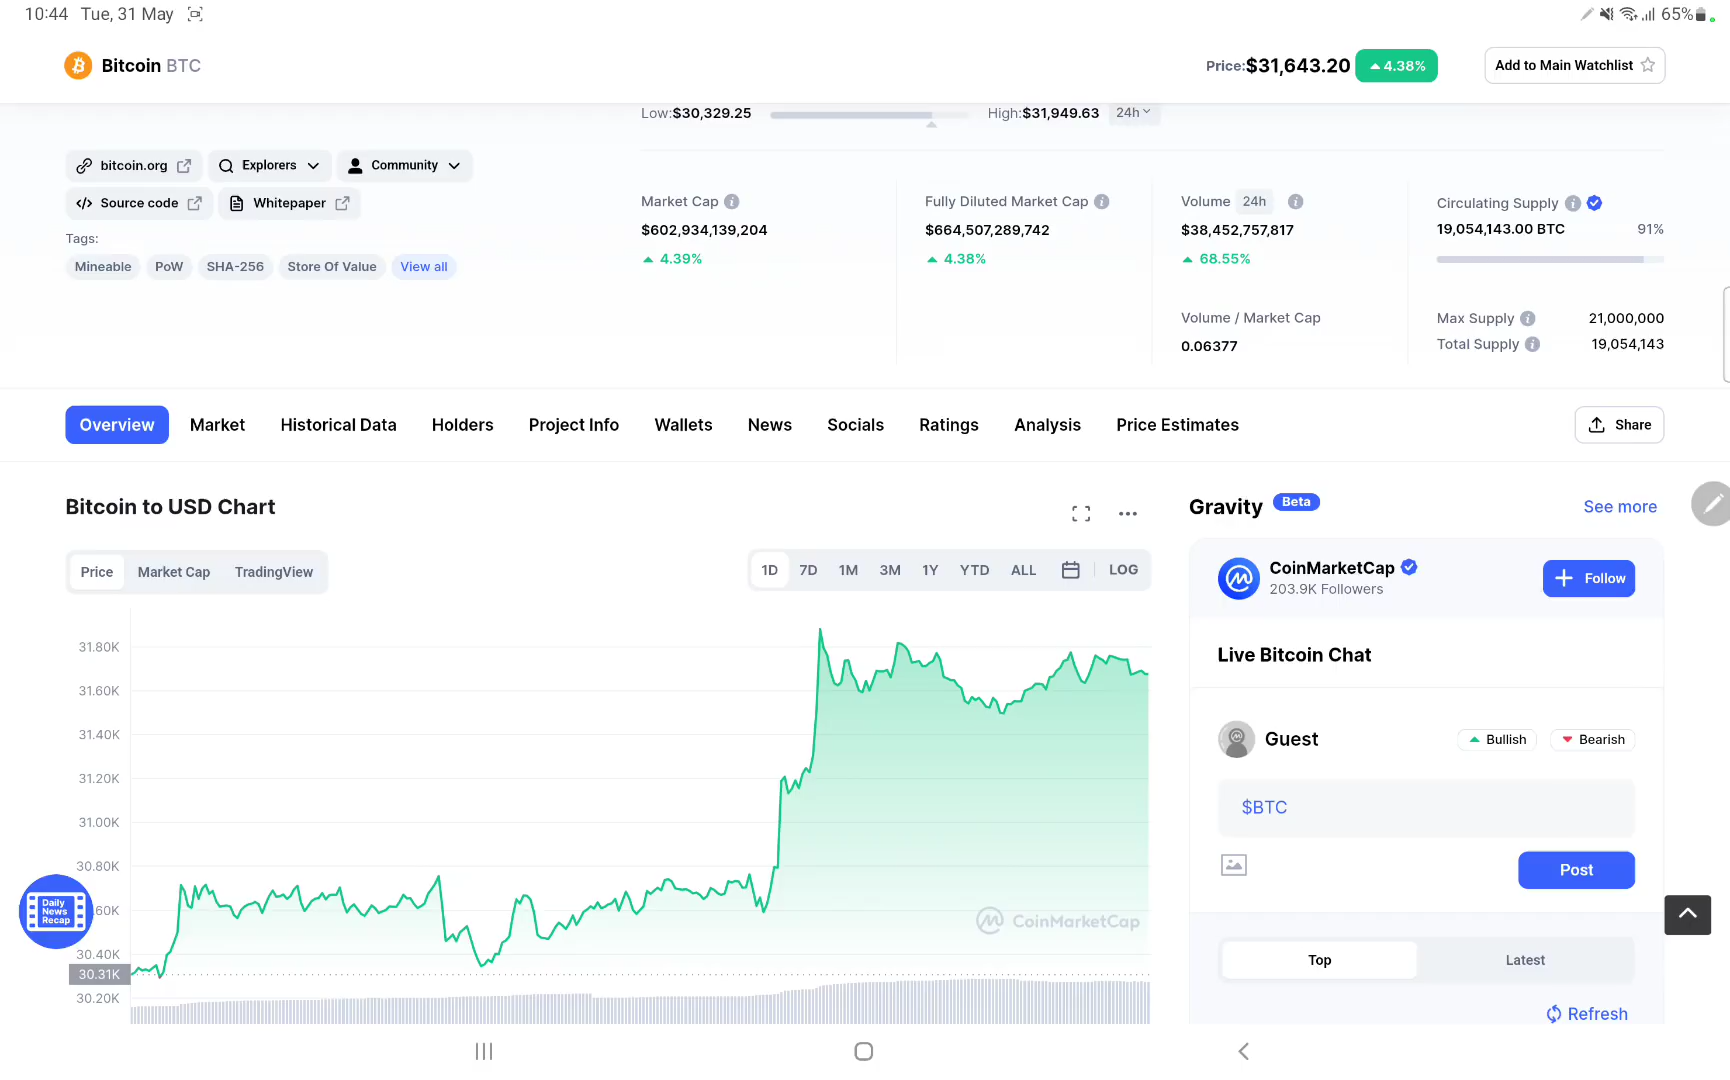 10:44 Tue, 31 May 65%
Bitcoin BTC
Price:$31,643.20 4.38% Add to Main Watchlist
Low:$30,329.25 High:$31,949.63 24h
bitcoin.org Explorers Community
Source code Whitepaper
Tags:
Mineable PoW SHA-256 Store Of Value View all
Market Cap
$602,934,139,204
4.39%
Fully Diluted Market Cap
$664,507,289,742
4.38%
Volume 24h
$38,452,757,817
68.55%
Volume / Market Cap
0.06377
Circulating Supply
19,054,143.00 BTC 91%
Max Supply 21,000,000
Total Supply 19,054,143
Overview Market Historical Data Holders Project Info Wallets News Socials Ratings Analysis Price Estimates Share
Bitcoin to USD Chart
Price Market Cap TradingView
1D 7D 1M 3M 1Y YTD ALL LOG
31.80K
31.60K
31.40K
31.20K
31.00K
30.80K
.60K
30.40K
30.31K
30.20K
CoinMarketCap
Daily
News
Recap
Gravity Beta See more
CoinMarketCap
203.9K Followers
Follow
Live Bitcoin Chat
Guest Bullish Bearish
$BTC
Post
Top Latest
Refresh